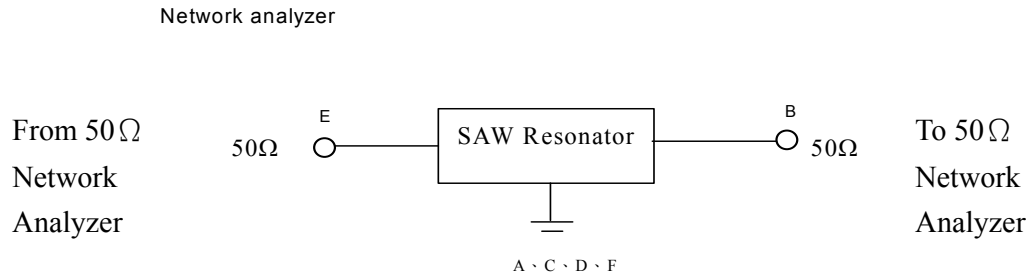 Network analyzer
From 50Ω
Network
Analyzer
50Ω
E
SAW Resonator
B
50Ω
To 50Ω
Network
Analyzer
A、C、D、F